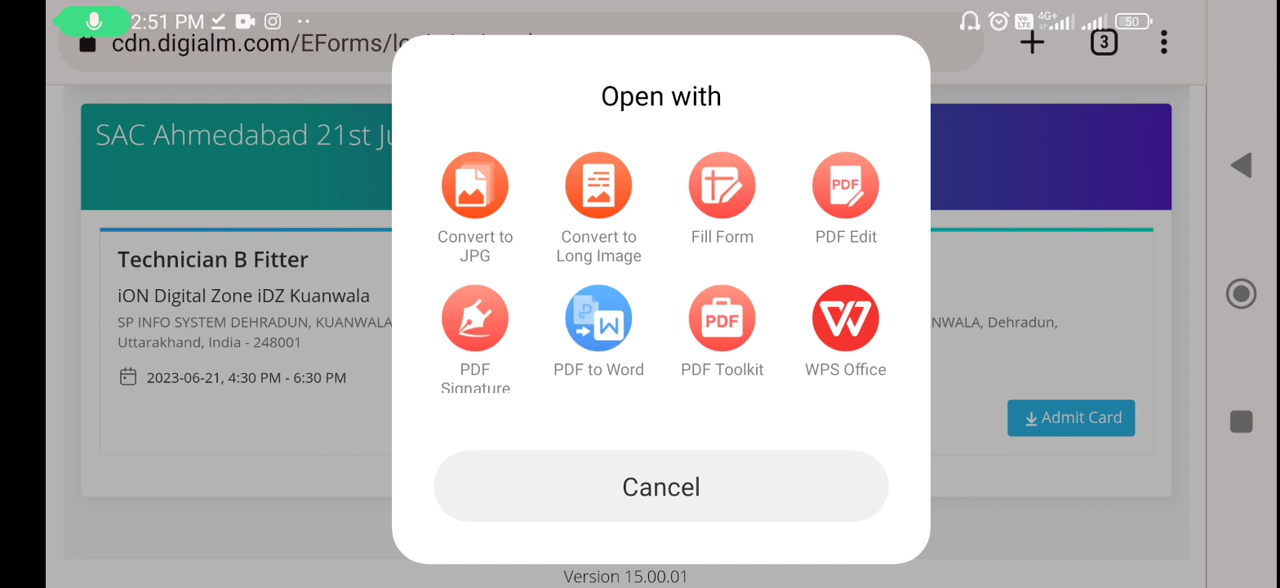 2:51 PM
4G+
Vo
LTE
50
cdn.digialm.com/EForms/
3
Open with
SAC Ahmedabad 21st
Convert to
JPG
Convert to
Long Image
Fill Form
PDF
PDF Edit
Technician B Fitter
iON Digital Zone iDZ Kuanwala
SP INFO SYSTEM DEHRADUN, KUANWALA
NWALA, Dehradun,
Uttarakhand, India - 248001
2023-06-21, 4:30 PM - 6:30 PM
PDF
Signature
P W
PDF to Word
PDF
PDF Toolkit
W
WPS Office
Admit Card
Cancel
Version 15.00.01